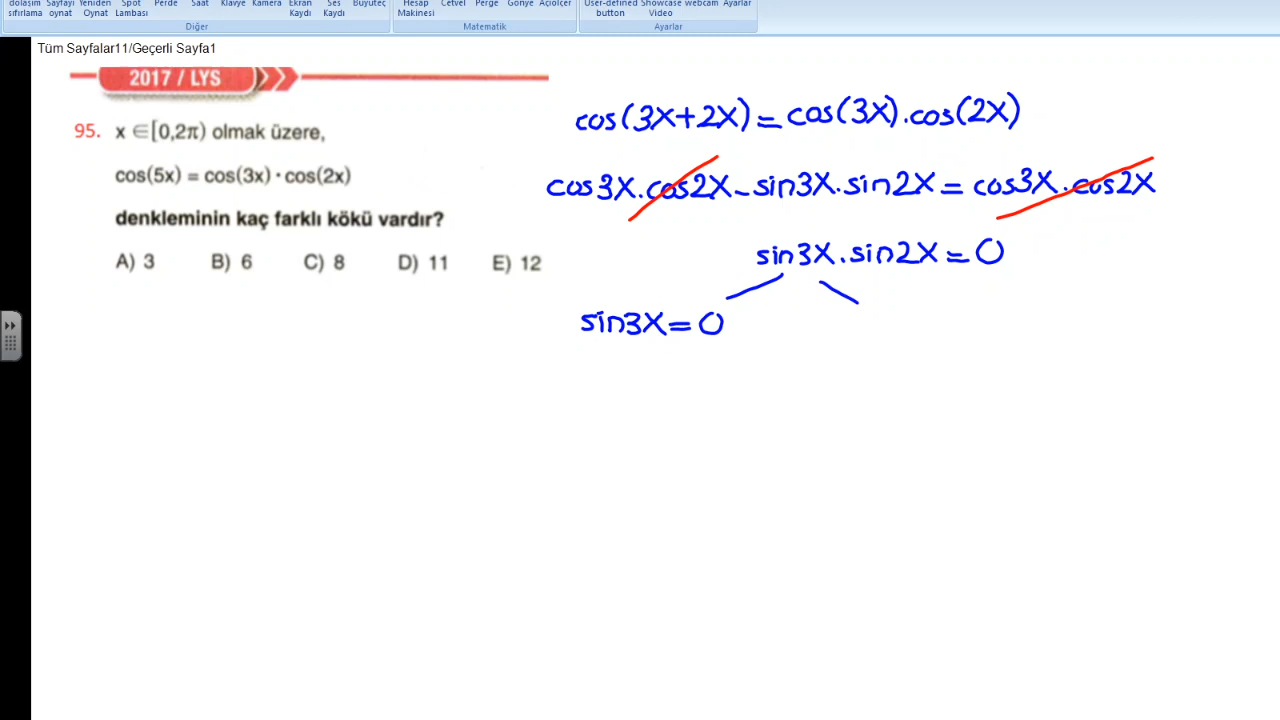 dolaşım Sayfayı Yeniden Spot Perde Saat Klavye Kamera Ekran Ses Büyüteç Hesap Cetvel Perge Gönye Açıölçer User-defined Showcase webcam Ayarlar
sıfırlama oynat Oynat Lambası Kaydı Kaydı Makinesi button Video
Diğer Matematik Ayarlar
Tüm Sayfalar11/Geçerli Sayfa1
2017 / LYS
95. x ∈ [0,2π) olmak üzere,
cos(5x) = cos(3x) · cos(2x)
denkleminin kaç farklı kökü vardır?
A) 3 B) 6 C) 8 D) 11 E) 12
cos(3x+2x)=cos(3x).cos(2x)
cos3x.cos2x-sin3x.sin2x=cos3x.cos2x
sin3x.sin2x=0
sin3x=0